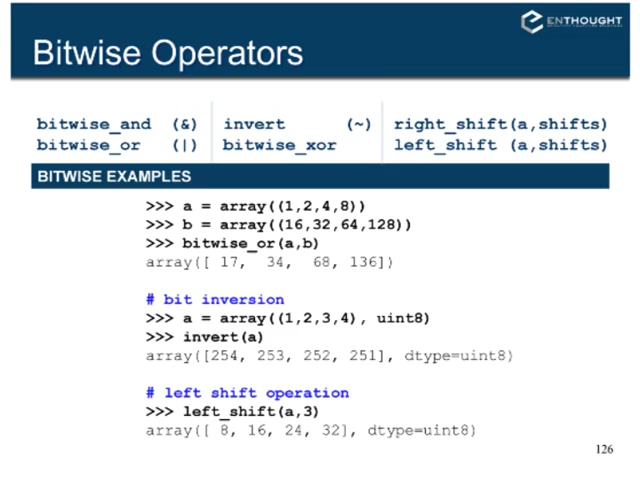 ENTHOUGHT
Bitwise Operators
bitwise_and (&) invert (~) right_shift(a,shifts)
bitwise_or (|) bitwise_xor left_shift (a,shifts)
BITWISE EXAMPLES
>>> a = array((1,2,4,8))
>>> b = array((16,32,64,128))
>>> bitwise_or(a,b)
array([ 17, 34, 68, 136])
# bit inversion
>>> a = array((1,2,3,4), uint8)
>>> invert(a)
array([254, 253, 252, 251], dtype=uint8)
# left shift operation
>>> left_shift(a,3)
array([ 8, 16, 24, 32], dtype=uint8)
126